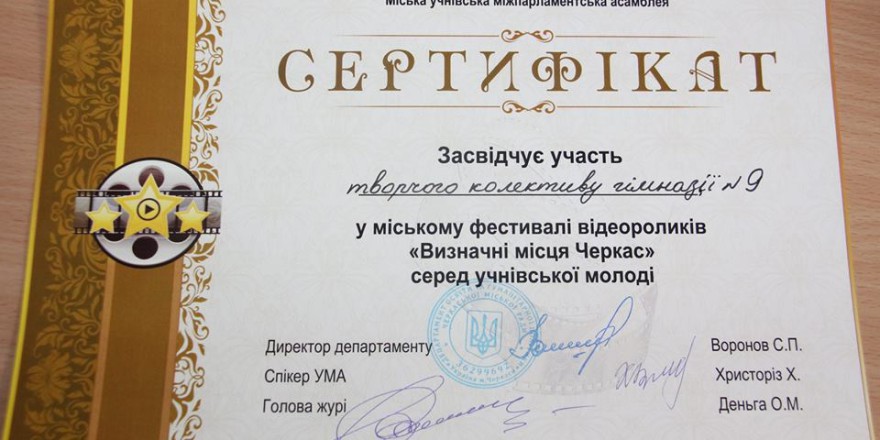 Міська учнівська міжпарламентська асамблея
СЕРТИФІКАТ
Засвідчує участь
творчого колективу гімназії №9
у міському фестивалі відеороликів
«Визначні місця Черкас»
серед учнівської молоді
Директор департаменту Воронов С.П.
Спікер УМА Христоріз Х.
Голова журі Деньга О.М.